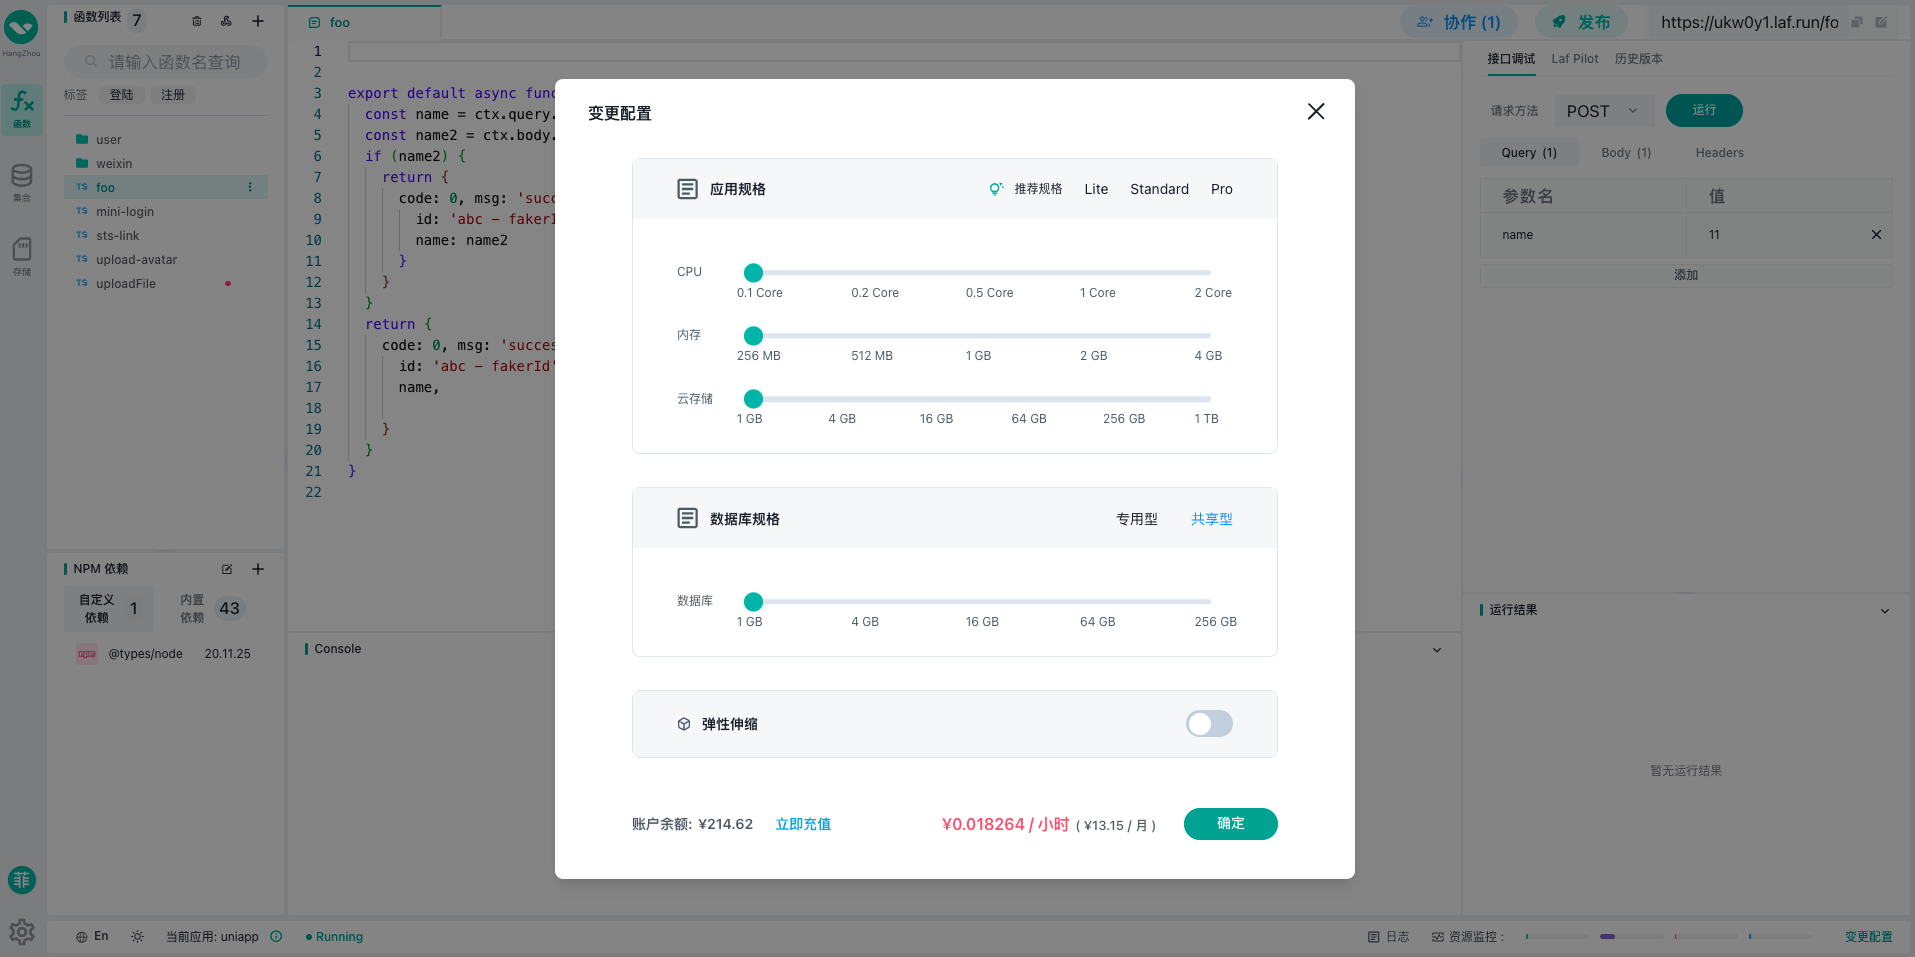 HangZhou
函数
集合
存储
菲
函数列表 7
请输入函数名查询
标签 登陆 注册
user
weixin
TS foo
TS mini-login
TS sts-link
TS upload-avatar
TS uploadFile
NPM 依赖
自定义依赖 1
内置依赖 43
@types/node 20.11.25
foo
协作 (1)
发布
https://ukw0y1.laf.run/fo
1
2
3 export default async func
4 const name = ctx.query.
5 const name2 = ctx.body.
6 if (name2) {
7 return {
8 code: 0, msg: 'succ
9 id: 'abc - fakerI
10 name: name2
11 }
12 }
13 }
14 return {
15 code: 0, msg: 'succes
16 id: 'abc - fakerId'
17 name,
18
19 }
20 }
21 }
22
Console
变更配置
应用规格
推荐规格 Lite Standard Pro
CPU
0.1 Core 0.2 Core 0.5 Core 1 Core 2 Core
内存
256 MB 512 MB 1 GB 2 GB 4 GB
云存储
1 GB 4 GB 16 GB 64 GB 256 GB 1 TB
数据库规格
专用型 共享型
数据库
1 GB 4 GB 16 GB 64 GB 256 GB
弹性伸缩
账户余额: ¥214.62 立即充值
¥0.018264 / 小时 ( ¥13.15 / 月 )
确定
接口调试 Laf Pilot 历史版本
请求方法 POST 运行
Query (1) Body (1) Headers
参数名 值
name 11
添加
运行结果
暂无运行结果
En
当前应用: uniapp
Running
日志
资源监控 :
变更配置